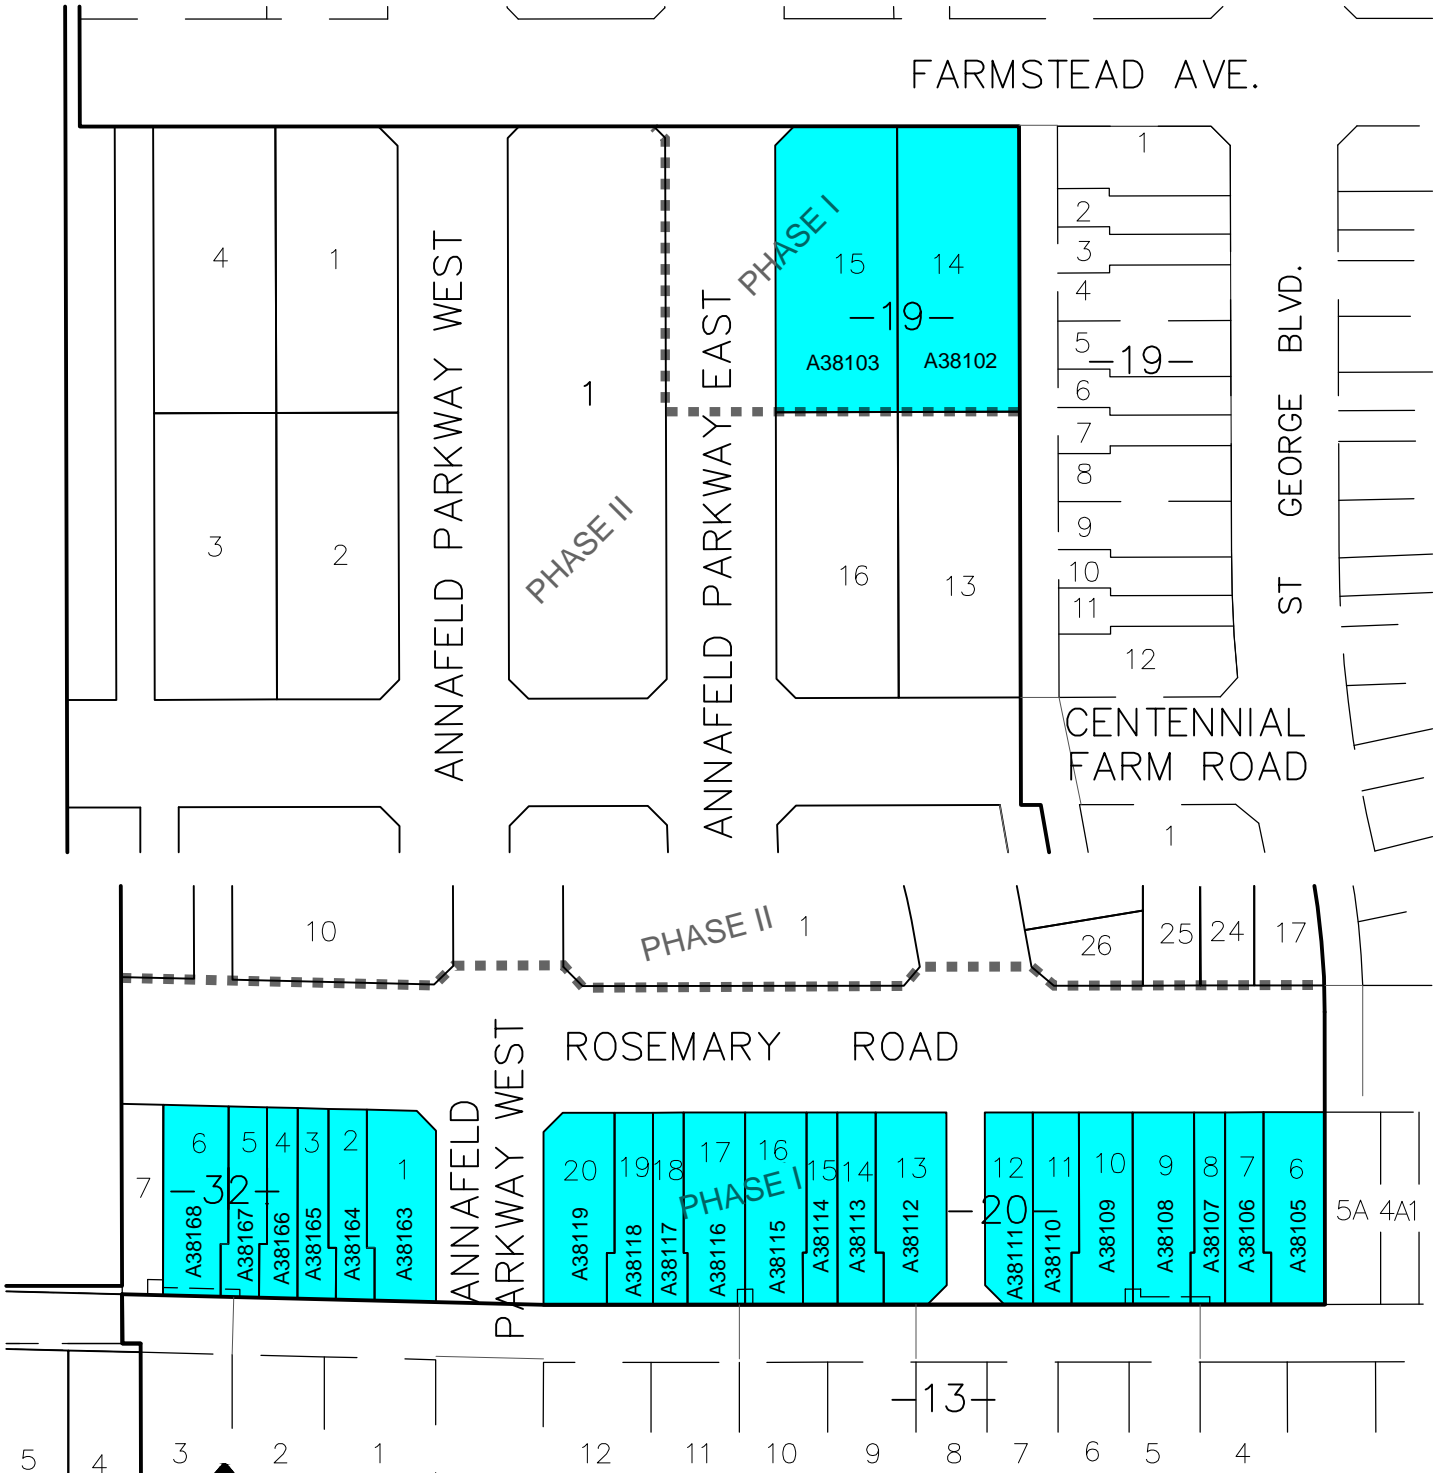 FARMSTEAD AVE.
1
2
3
4
5
6
7
8
9
10
11
12
-19-
4
1
3
2
ANNAFELD PARKWAY WEST
1
PHASE II
ANNAFELD PARKWAY EAST
PHASE I
15
14
-19-
A38103
A38102
16
13
ST GEORGE BLVD.
CENTENNIAL
FARM ROAD
1
10
PHASE II
1
26
25
24
17
ROSEMARY ROAD
ANNAFELD
PARKWAY WEST
7
6
5
4
3
2
1
-32-
A38168
A38167
A38166
A38165
A38164
A38163
20
19
18
17
16
15
14
13
PHASE I
A38119
A38118
A38117
A38116
A38115
A38114
A38113
A38112
12
11
10
9
8
7
6
-20-
A38111
A38110
A38109
A38108
A38107
A38106
A38105
5A
4A1
-13-
5
4
3
2
1
12
11
10
9
8
7
6
5
4